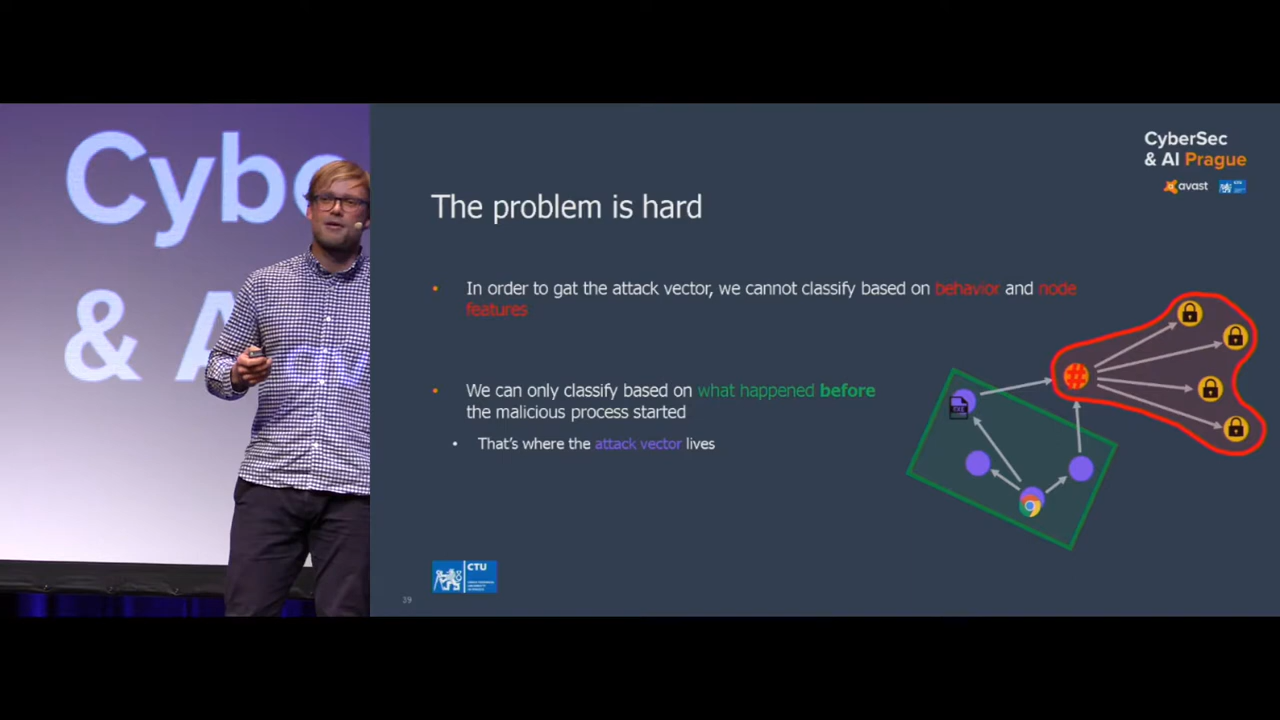 Cybe
& A
CyberSec
& AI Prague
avast
The problem is hard
• In order to gat the attack vector, we cannot classify based on behavior and node
features
• We can only classify based on what happened before
the malicious process started
• That's where the attack vector lives
#
EXE
CTU
39